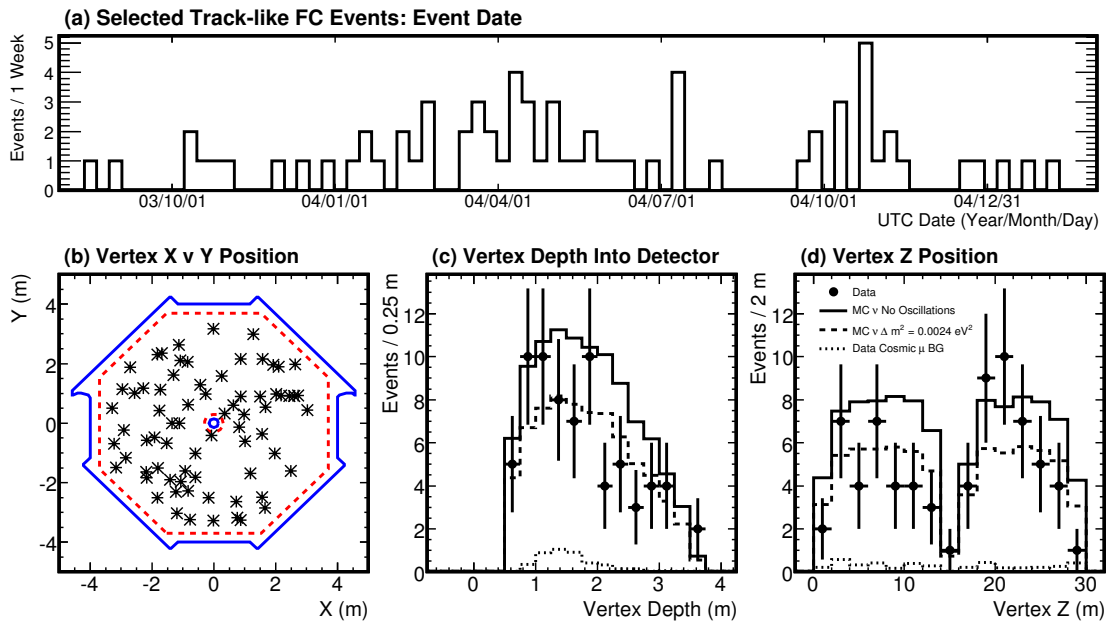 (a) Selected Track-like FC Events: Event Date
Events / 1 Week
5
4
3
2
1
0
03/10/01 04/01/01 04/04/01 04/07/01 04/10/01 04/12/31
UTC Date (Year/Month/Day)
(b) Vertex X v Y Position
Y (m)
4
2
0
-2
-4
-4 -2 0 2 4
X (m)
(c) Vertex Depth Into Detector
Events / 0.25 m
12
10
8
6
4
2
0
0 1 2 3 4
Vertex Depth (m)
(d) Vertex Z Position
Events / 2 m
12
10
8
6
4
2
0
Data
MC ν No Oscillations
MC ν Δ m² = 0.0024 eV²
Data Cosmic μ BG
0 10 20 30
Vertex Z (m)